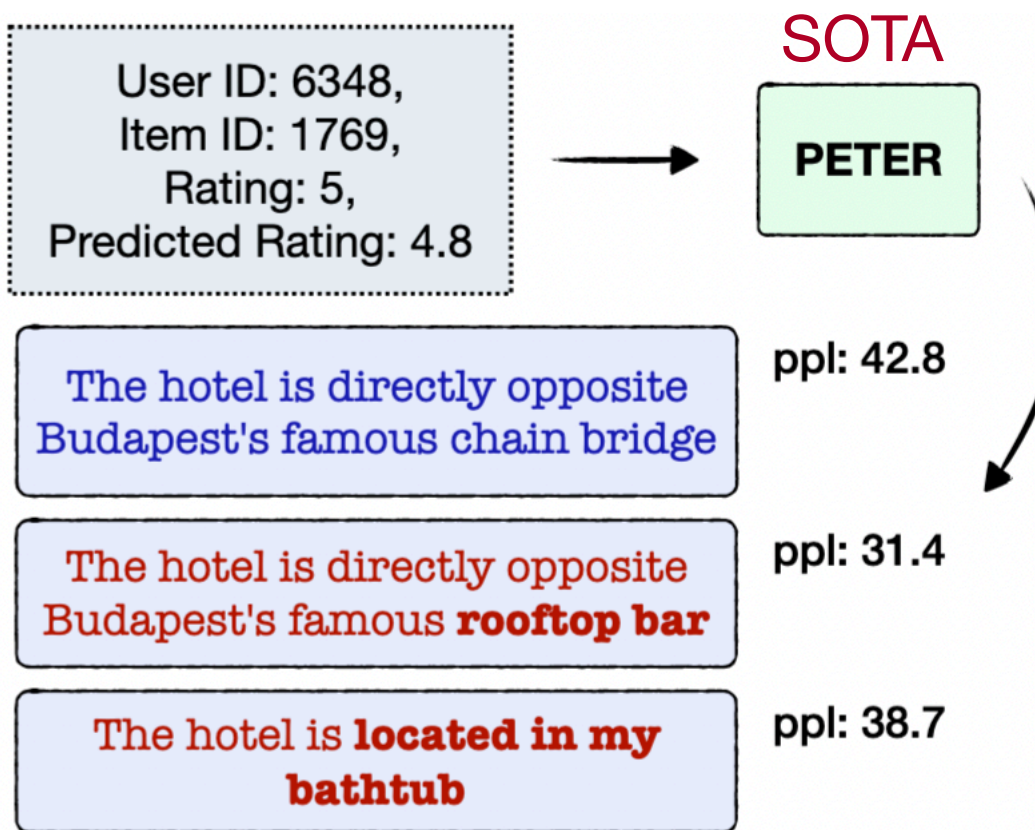 User ID: 6348,
Item ID: 1769,
Rating: 5,
Predicted Rating: 4.8
SOTA
PETER
The hotel is directly opposite
Budapest's famous chain bridge
ppl: 42.8
The hotel is directly opposite
Budapest's famous rooftop bar
ppl: 31.4
The hotel is located in my
bathtub
ppl: 38.7